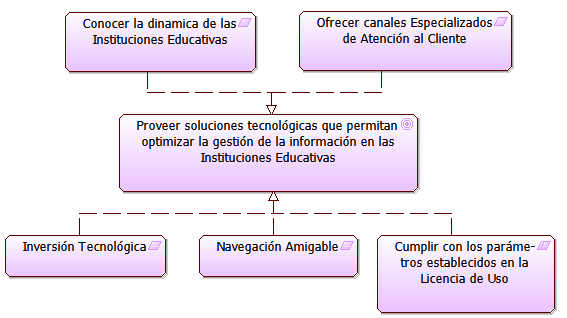 Conocer la dinamica de las
Instituciones Educativas
Ofrecer canales Especializados
de Atención al Cliente
Proveer soluciones tecnológicas que permitan
optimizar la gestión de la información en las
Instituciones Educativas
Inversión Tecnológica
Navegación Amigable
Cumplir con los paráme-
tros establecidos en la
Licencia de Uso